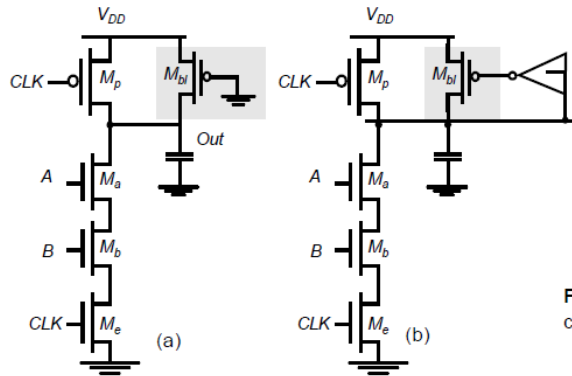 V_DD
CLK
M_p
M_bl
Out
A
M_a
B
M_b
CLK
M_e
(a)
V_DD
CLK
M_p
M_bl
A
M_a
B
M_b
CLK
M_e
(b)
F
c